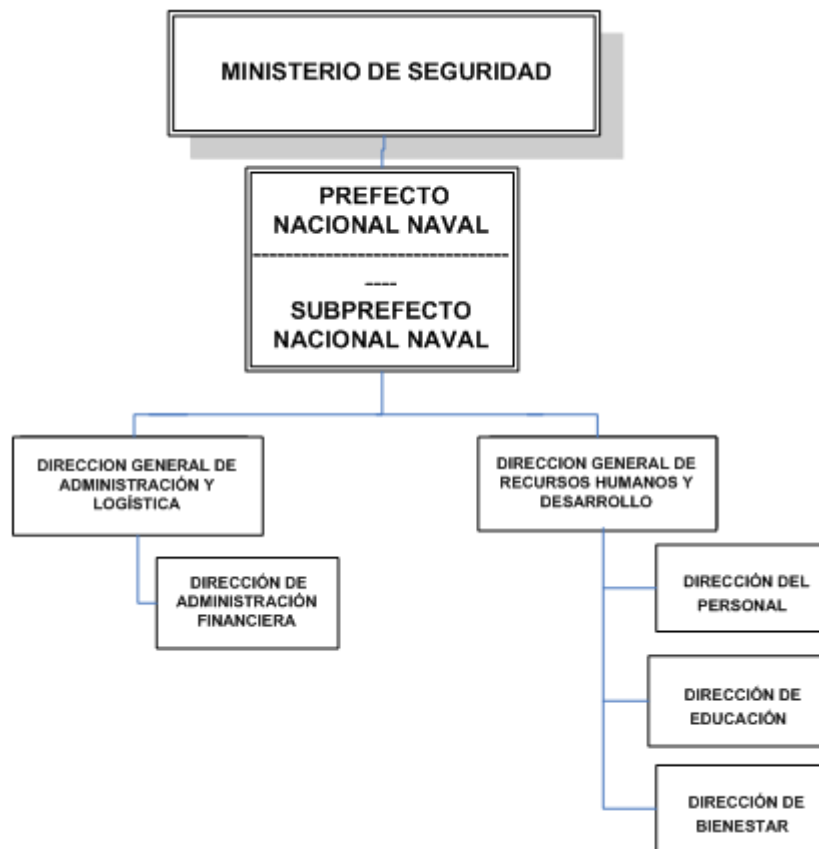 MINISTERIO DE SEGURIDAD
PREFECTO
NACIONAL NAVAL
--------------------------------
----
SUBPREFECTO
NACIONAL NAVAL
DIRECCION GENERAL DE
ADMINISTRACIÓN Y
LOGÍSTICA
DIRECCIÓN DE
ADMINISTRACIÓN
FINANCIERA
DIRECCION GENERAL DE
RECURSOS HUMANOS Y
DESARROLLO
DIRECCIÓN DEL
PERSONAL
DIRECCIÓN DE
EDUCACIÓN
DIRECCIÓN DE
BIENESTAR